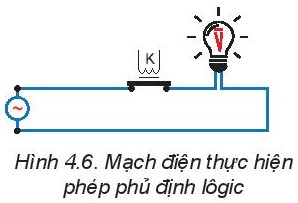 K
Hình 4.6. Mạch điện thực hiện
phép phủ định lôgic